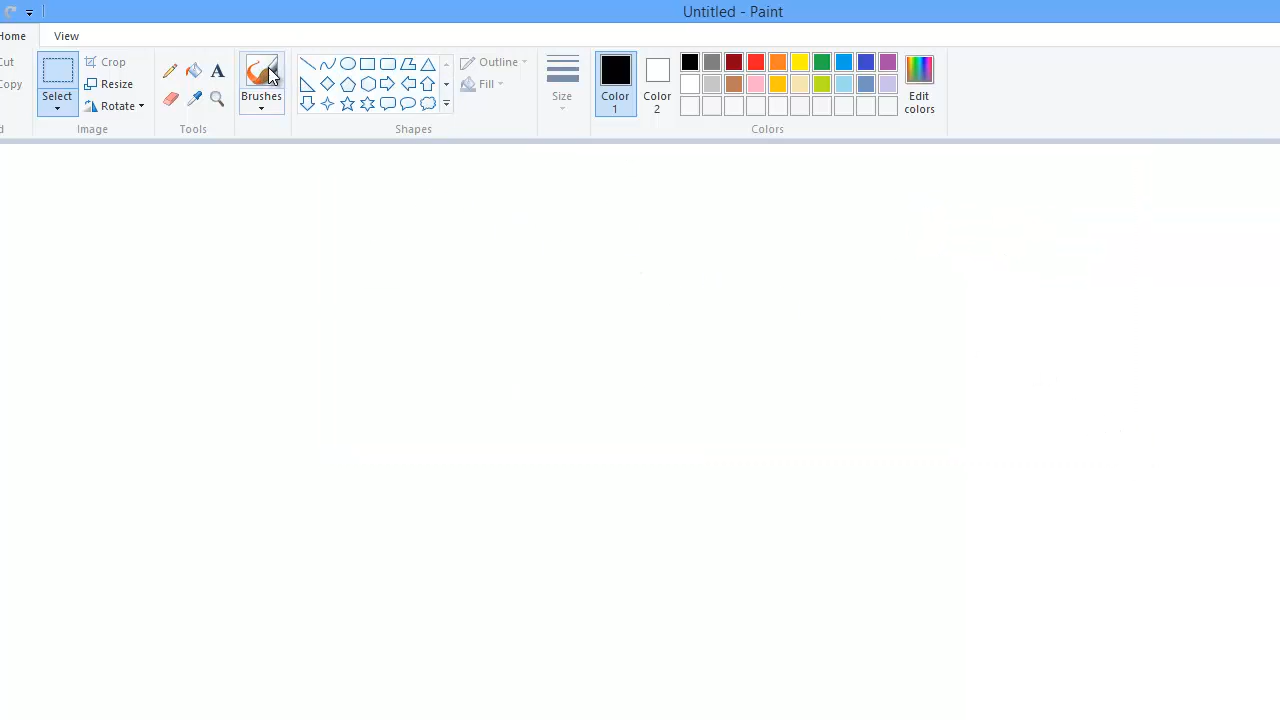 Untitled - Paint
Home View
Cut Crop Outline
Copy Select Resize Brushes Fill Size Color 1 Color 2 Edit colors
Rotate
Image Tools Shapes Colors